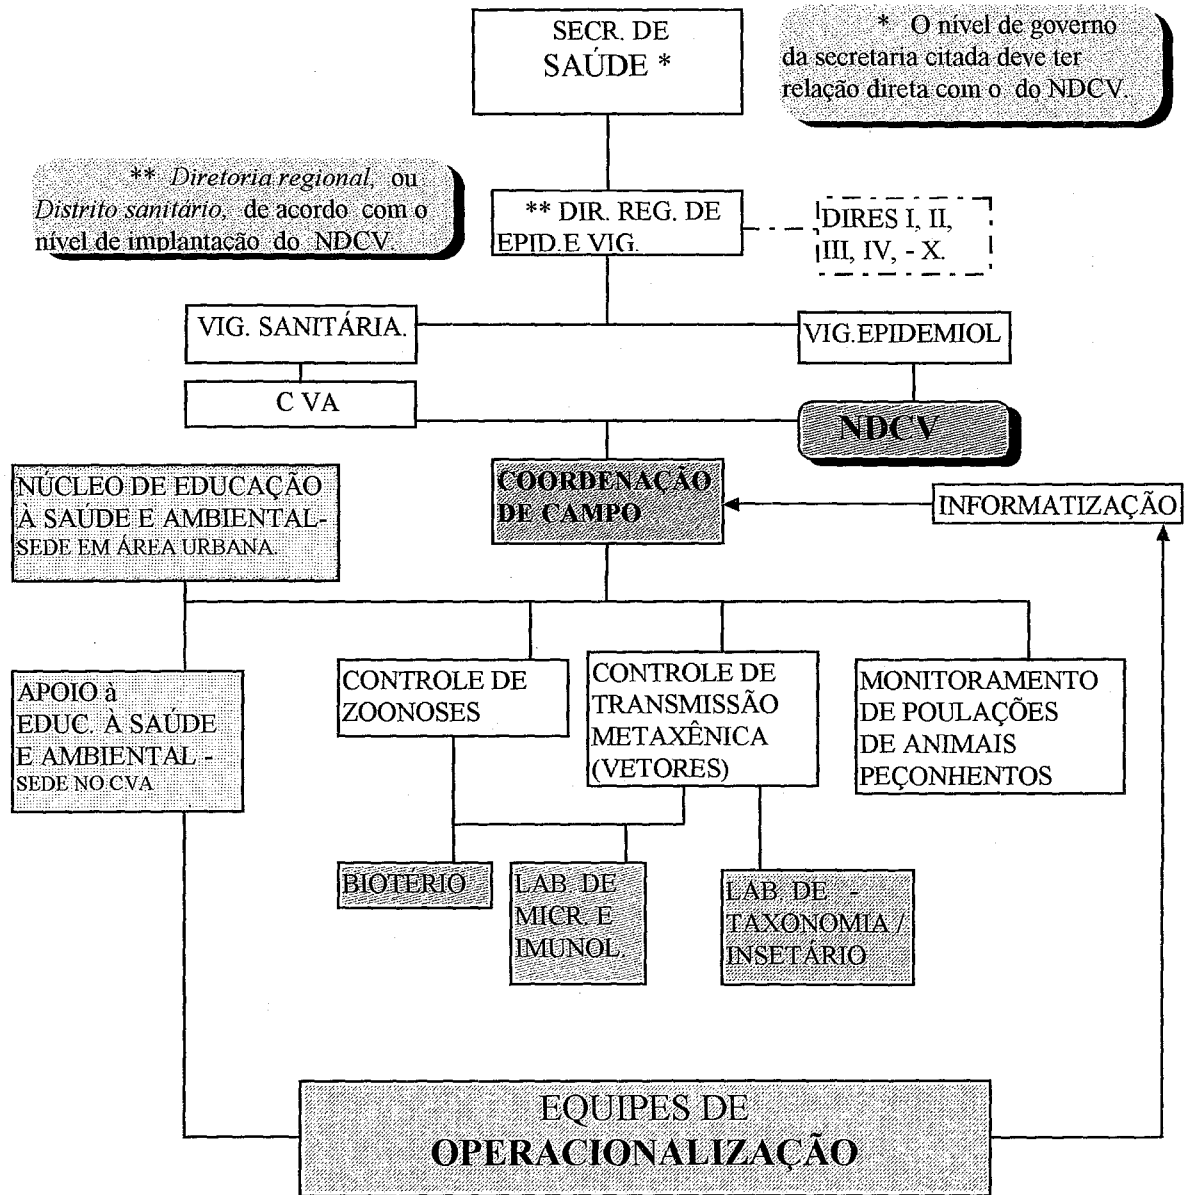 SECR. DE
SAÚDE *
* O nível de governo
da secretaria citada deve ter
relação direta com o do NDCV.
** Diretoria regional, ou
Distrito sanitário, de acordo com o
nível de implantação do NDCV.
** DIR. REG. DE
EPID.E VIG.
DIRES I, II,
III, IV, - X.
VIG. SANITÁRIA.
VIG.EPIDEMIOL
C VA
NDCV
NÚCLEO DE EDUCAÇÃO
À SAÚDE E AMBIENTAL-
SEDE EM ÁREA URBANA.
COORDENAÇÃO
DE CAMPO
INFORMATIZAÇÃO
APOIO à
EDUC. À SAÚDE
E AMBIENTAL -
SEDE NO CVA
CONTROLE DE
ZOONOSES
CONTROLE DE
TRANSMISSÃO
METAXÊNICA
(VETORES)
MONITORAMENTO
DE POULAÇÕES
DE ANIMAIS
PEÇONHENTOS
BIOTÉRIO
LAB. DE
MICR. E
IMUNOL.
LAB. DE -
TAXONOMIA /
INSETÁRIO
EQUIPES DE
OPERACIONALIZAÇÃO